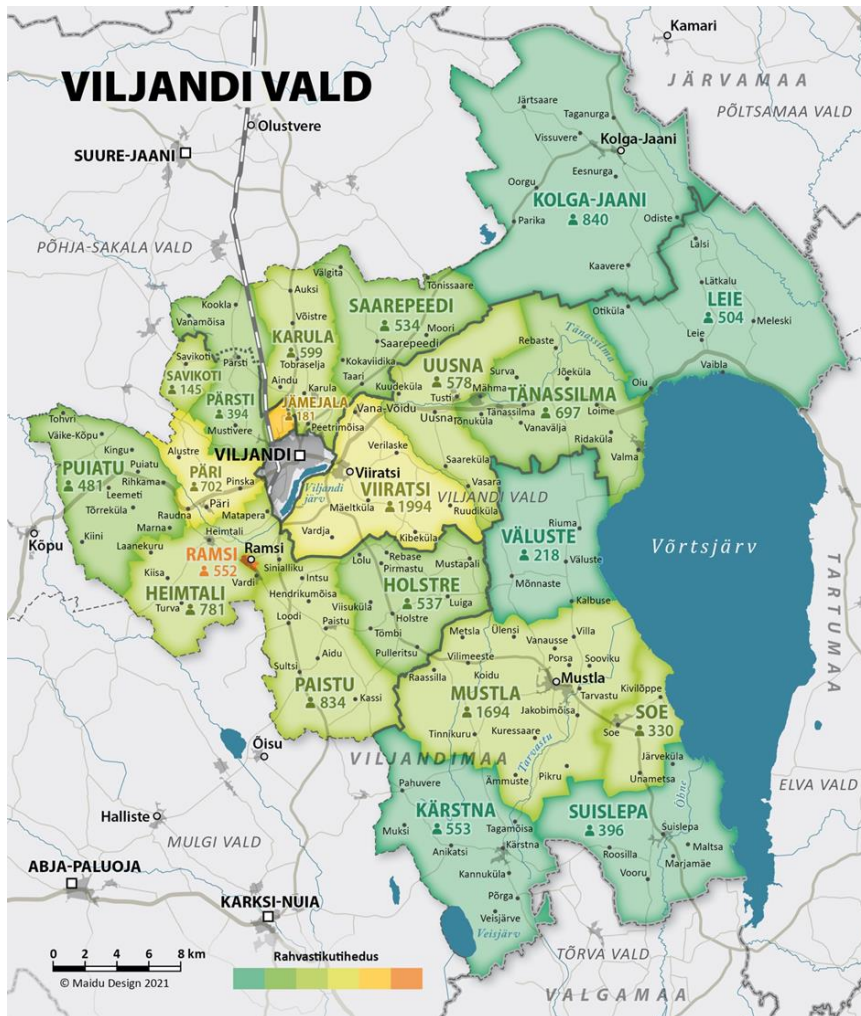 VILJANDI VALD
Kamari
JÄRVAMAA
PÕLTSAMAA VALD
Olustvere
SUURE-JAANI
PÕHJA-SAKALA VALD
Järtsaare
Taganurga
Vissuvere
Kolga-Jaani
Eesnurga
Oorgu
KOLGA-JAANI
840
Parika
Odiste
Kaavere
Lalsi
Lätkalu
LEIE
504
Meleski
Otiküla
Leie
Vaibla
Oiu
Välgita
Tõnissaare
Auksi
SAAREPEEDI
534
Moori
Saarepeedi
Kokaviidika
Taari
Kookla
Vanamõisa
Võistre
KARULA
599
Tobraselja
Aindu
Karula
Savikoti
SAVIKOTI
145
Pärsti
PÄRSTI
394
Mustivere
JÄMEJALA
181
Peetrimõisa
Kuudeküla
UUSNA
578
Tusti
Uusna
Rebaste
Tänassilma
Surva
Jõeküla
Mähma
TÄNASSILMA
697
Tänassilma
Loime
Tõnuküla
Vanavälja
Ridaküla
Valma
Tohvri
Väike-Kõpu
Kingu
PUIATU
481
Puiatu
Rihkama
Leemeti
Tõrreküla
Marna
Kiini
Kõpu
Alustre
PÄRI
702
Pinska
Päri
Raudna
Matapera
VILJANDI
Viljandi järv
Vana-Võidu
Verilaske
Viiratsi
VIIRATSI
1994
Saareküla
Vasara
VILJANDI VALD
Ruudiküla
Mäeltküla
Vardja
Kibeküla
VÄLUSTE
218
Riuma
Väluste
Mõnnaste
Kalbuse
Võrtsjärv
TARTUMAA
Heimtali
Laanekuru
RAMSI
552
Ramsi
Sinialliku
Vardi
Kiisa
HEIMTALI
781
Turva
Intsu
Hendrikumõisa
Loodi
Paistu
Aidu
Sultsi
PAISTU
834
Kassi
Lolu
Rebase
Pirmastu
Mustapali
HOLSTRE
537
Luiga
Viisuküla
Holstre
Tömbi
Pulleritsu
Metsla
Ülensi
Villa
Vanausse
Vilimeeste
Porsa
Sooviku
Raassilla
Koidu
Mustla
Tarvastu
MUSTLA
1694
Jakobimõisa
Kivilõppe
SOE
330
Soe
Kuressaare
Tinnikuru
Tarvastu
Järveküla
Unametsa
Ämmuste
Pikru
VILJANDIMAA
Õisu
Halliste
MULGI VALD
ABJA-PALUOJA
KARKSI-NUIA
Pahuvere
KÄRSTNA
553
Muksi
Tagamõisa
Anikatsi
Kärstna
Kannuküla
Põrga
Veisjärve
Veisjärv
SUISLEPA
396
Õhne
Suislepa
Maltsa
Roosilla
Marjamäe
Vooru
ELVA VALD
TÕRVA VALD
VALGAMAA
0 2 4 6 8 km
© Maidu Design 2021
Rahvastikutihedus